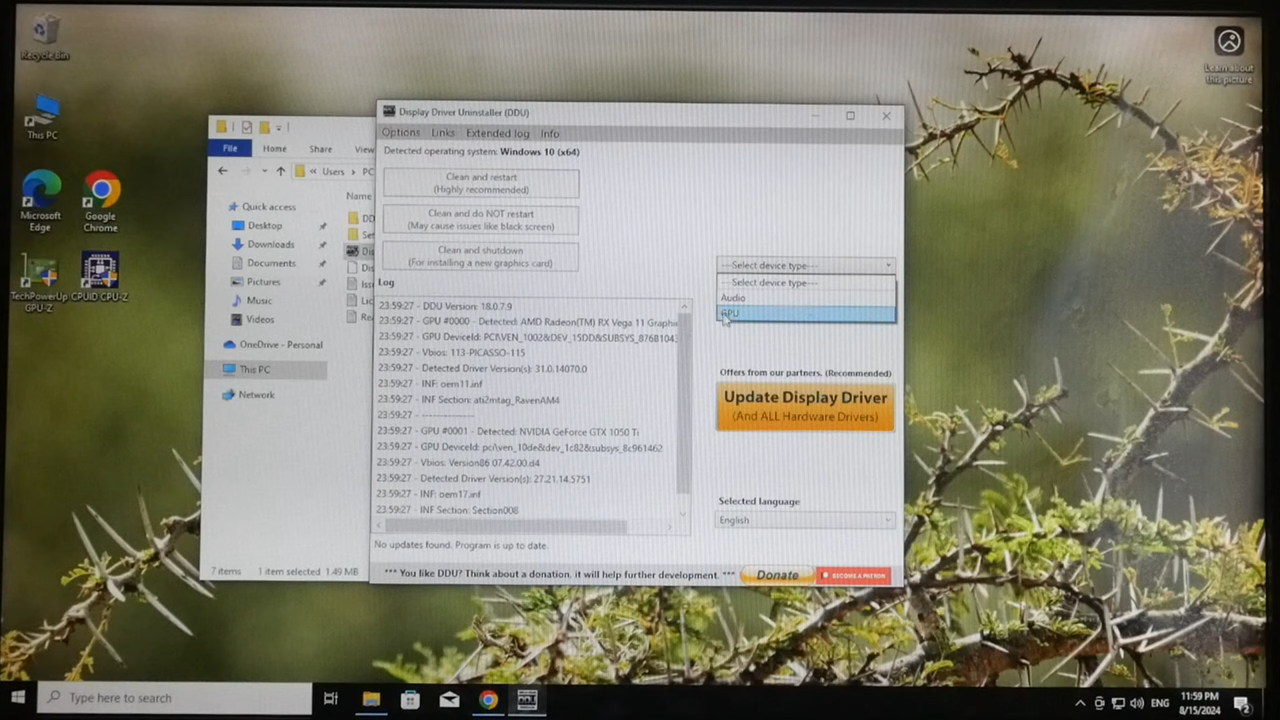 Recycle Bin
This PC
Microsoft Edge
Google Chrome
TechPowerUp GPU-Z
CPUID CPU-Z
Learn about this picture
File
Home
Share
View
Users
PC
Name
Quick access
Desktop
Downloads
Documents
Pictures
Music
Videos
OneDrive - Personal
This PC
Network
DD
Set
Dis
Dis
Issu
Lic
Rea
7 items
1 item selected 1.49 MB
Display Driver Uninstaller (DDU)
Options
Links
Extended log
Info
Detected operating system: Windows 10 (x64)
Clean and restart
(Highly recommended)
Clean and do NOT restart
(May cause issues like black screen)
Clean and shutdown
(For installing a new graphics card)
Log
23:59:27 - DDU Version: 18.0.7.9
23:59:27 - GPU #0000 - Detected: AMD Radeon(TM) RX Vega 11 Graphi
23:59:27 - GPU DeviceId: PCI\VEN_1002&DEV_15DD&SUBSYS_876B104
23:59:27 - Vbios: 113-PICASSO-115
23:59:27 - Detected Driver Version(s): 31.0.14070.0
23:59:27 - INF: oem11.inf
23:59:27 - INF Section: ati2mtag_RavenAM4
23:59:27 - --------------
23:59:27 - GPU #0001 - Detected: NVIDIA GeForce GTX 1050 Ti
23:59:27 - GPU DeviceId: pci\ven_10de&dev_1c82&subsys_8c961462
23:59:27 - Vbios: Version86 07.42.00.d4
23:59:27 - Detected Driver Version(s): 27.21.14.5751
23:59:27 - INF: oem17.inf
23:59:27 - INF Section: Section008
No updates found. Program is up to date.
---Select device type---
---Select device type---
Audio
GPU
Offers from our partners. (Recommended)
Update Display Driver
(And ALL Hardware Drivers)
Selected language
English
*** You like DDU? Think about a donation, it will help further development. ***
Donate
BECOME A PATRON
Type here to search
DDU
ENG
11:59 PM
8/15/2024
2